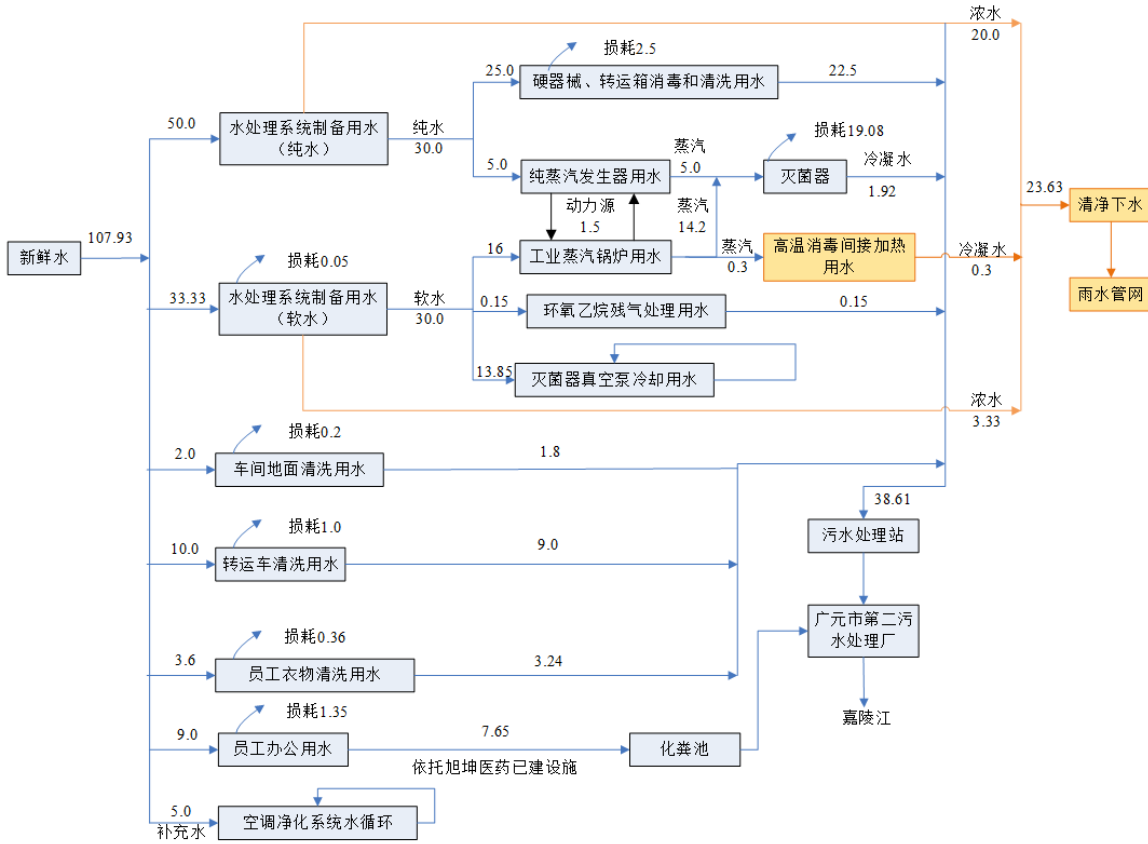 浓水
20.0
损耗2.5
25.0
硬器械、转运箱消毒和清洗用水
22.5
50.0
水处理系统制备用水
（纯水）
纯水
30.0
5.0
纯蒸汽发生器用水
蒸汽
5.0
损耗19.08
灭菌器
冷凝水
1.92
23.63
清净下水
动力源
1.5
蒸汽
14.2
新鲜水
107.93
16
工业蒸汽锅炉用水
蒸汽
0.3
高温消毒间接加热
用水
冷凝水
0.3
雨水管网
损耗0.05
33.33
水处理系统制备用水
（软水）
软水
30.0
0.15
环氧乙烷残气处理用水
0.15
13.85
灭菌器真空泵冷却用水
浓水
3.33
损耗0.2
2.0
车间地面清洗用水
1.8
38.61
污水处理站
损耗1.0
10.0
转运车清洗用水
9.0
广元市第二污
水处理厂
损耗0.36
3.6
员工衣物清洗用水
3.24
嘉陵江
损耗1.35
9.0
员工办公用水
7.65
依托旭坤医药已建设施
化粪池
5.0
补充水
空调净化系统水循环